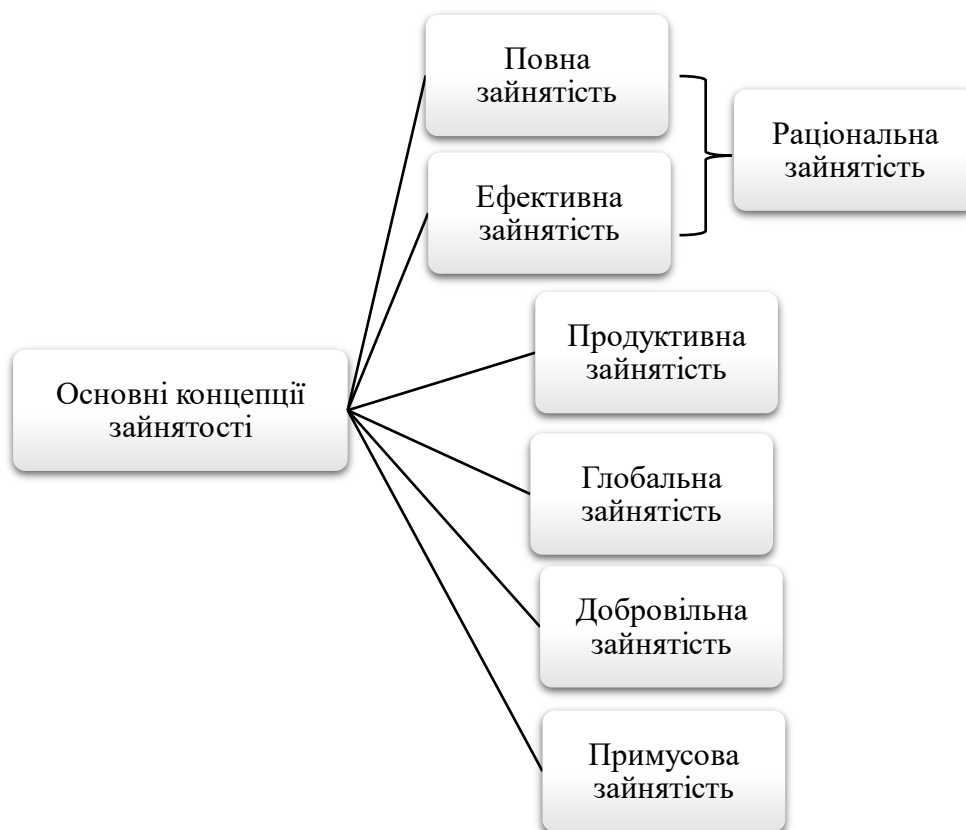 Повна
зайнятість
Ефективна
зайнятість
Раціональна
зайнятість
Продуктивна
зайнятість
Основні концепції
зайнятості
Глобальна
зайнятість
Добровільна
зайнятість
Примусова
зайнятість